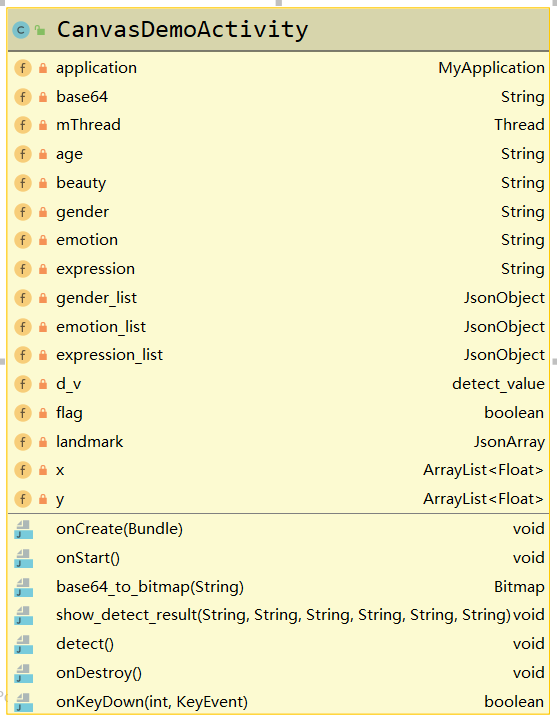 CanvasDemoActivity
application MyApplication
base64 String
mThread Thread
age String
beauty String
gender String
emotion String
expression String
gender_list JsonObject
emotion_list JsonObject
expression_list JsonObject
d_v detect_value
flag boolean
landmark JsonArray
x ArrayList<Float>
y ArrayList<Float>
onCreate(Bundle) void
onStart() void
base64_to_bitmap(String) Bitmap
show_detect_result(String, String, String, String, String, String) void
detect() void
onDestroy() void
onKeyDown(int, KeyEvent) boolean